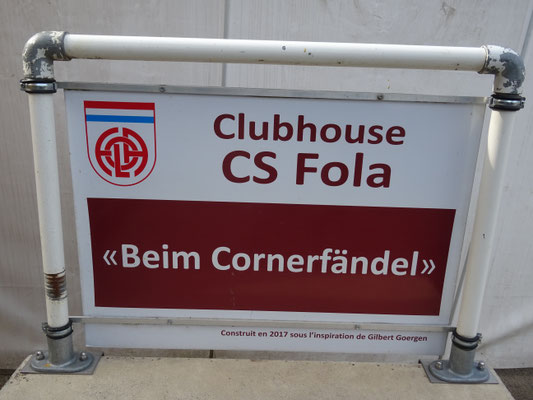 Clubhouse
CS Fola
«Beim Cornerfändel»
Construit en 2017 sous l'inspiration de Gilbert Goergen